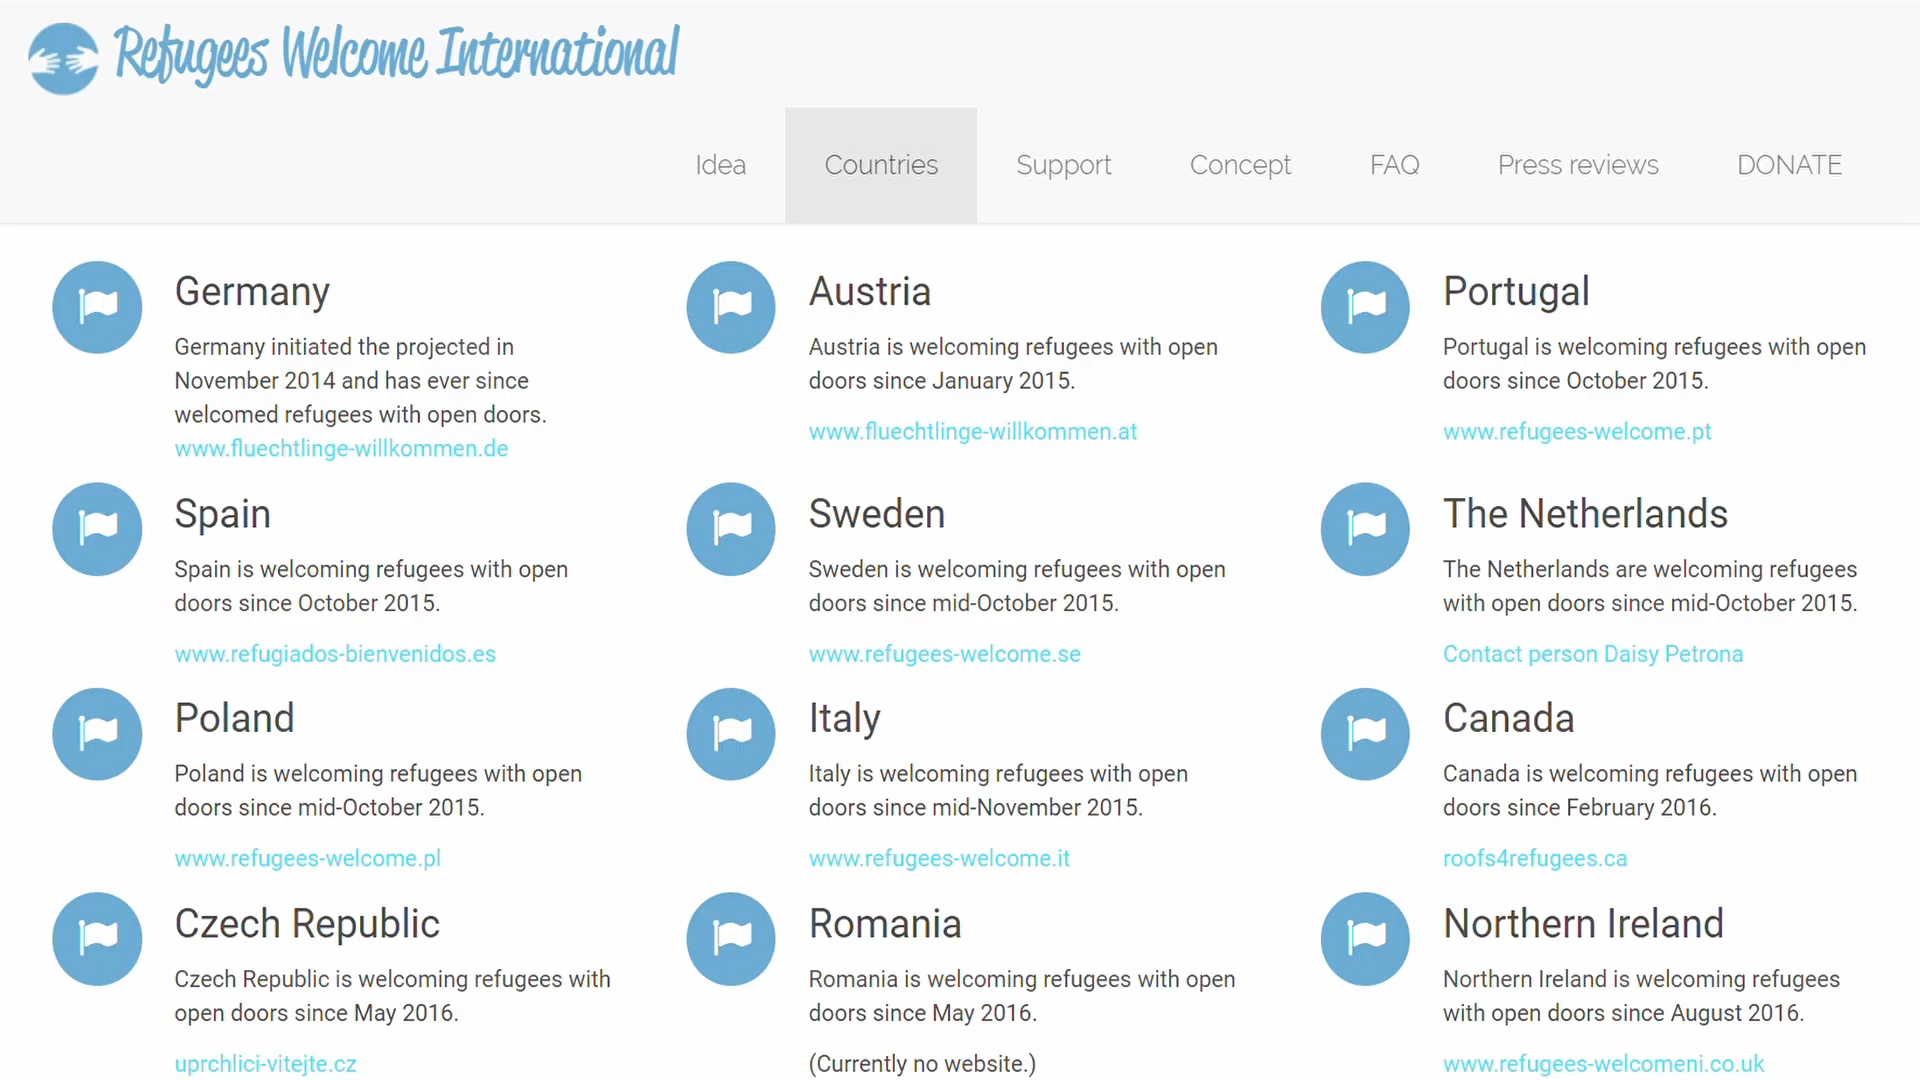 Refugees Welcome International
Idea
Countries
Support
Concept
FAQ
Press reviews
DONATE
Germany
Germany initiated the projected in
November 2014 and has ever since
welcomed refugees with open doors.
www.fluechtlinge-willkommen.de
Austria
Austria is welcoming refugees with open
doors since January 2015.
www.fluechtlinge-willkommen.at
Portugal
Portugal is welcoming refugees with open
doors since October 2015.
www.refugees-welcome.pt
Spain
Spain is welcoming refugees with open
doors since October 2015.
www.refugiados-bienvenidos.es
Sweden
Sweden is welcoming refugees with open
doors since mid-October 2015.
www.refugees-welcome.se
The Netherlands
The Netherlands are welcoming refugees
with open doors since mid-October 2015.
Contact person Daisy Petrona
Poland
Poland is welcoming refugees with open
doors since mid-October 2015.
www.refugees-welcome.pl
Italy
Italy is welcoming refugees with open
doors since mid-November 2015.
www.refugees-welcome.it
Canada
Canada is welcoming refugees with open
doors since February 2016.
roofs4refugees.ca
Czech Republic
Czech Republic is welcoming refugees with
open doors since May 2016.
uprchlici-vitejte.cz
Romania
Romania is welcoming refugees with open
doors since May 2016.
(Currently no website.)
Northern Ireland
Northern Ireland is welcoming refugees
with open doors since August 2016.
www.refugees-welcomeni.co.uk